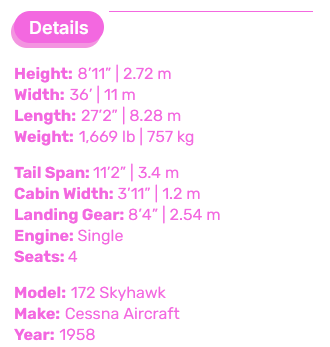 Details
Height: 8’11” | 2.72 m
Width: 36’ | 11 m
Length: 27’2” | 8.28 m
Weight: 1,669 lb | 757 kg
Tail Span: 11’2” | 3.4 m
Cabin Width: 3’11” | 1.2 m
Landing Gear: 8’4” | 2.54 m
Engine: Single
Seats: 4
Model: 172 Skyhawk
Make: Cessna Aircraft
Year: 1958